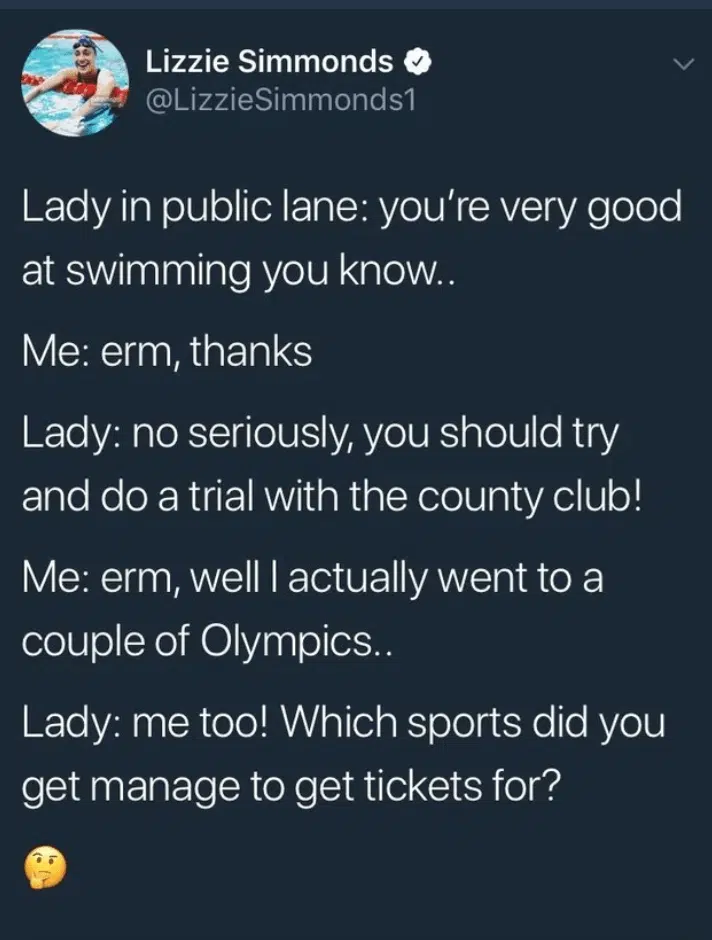 Lizzie Simmonds
@LizzieSimmonds1
Lady in public lane: you're very good
at swimming you know..
Me: erm, thanks
Lady: no seriously, you should try
and do a trial with the county club!
Me: erm, well I actually went to a
couple of Olympics..
Lady: me too! Which sports did you
get manage to get tickets for?
🤔